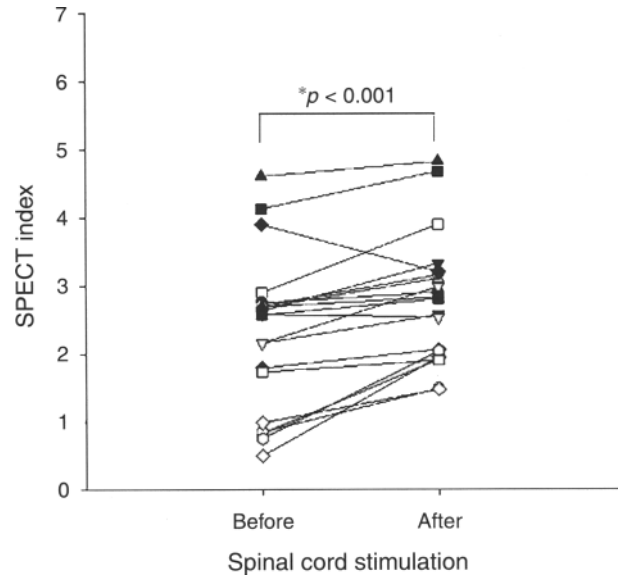 7
*p < 0.001
6
5
4
3
2
1
0
SPECT index
Before After
Spinal cord stimulation